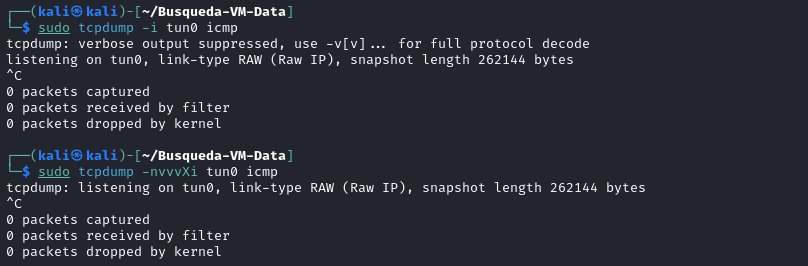 ┌──(kali㉿kali)-[~/Busqueda-VM-Data]
└─$ sudo tcpdump -i tun0 icmp
tcpdump: verbose output suppressed, use -v[v]... for full protocol decode
listening on tun0, link-type RAW (Raw IP), snapshot length 262144 bytes
^C
0 packets captured
0 packets received by filter
0 packets dropped by kernel
┌──(kali㉿kali)-[~/Busqueda-VM-Data]
└─$ sudo tcpdump -nvvvXi tun0 icmp
tcpdump: listening on tun0, link-type RAW (Raw IP), snapshot length 262144 bytes
^C
0 packets captured
0 packets received by filter
0 packets dropped by kernel